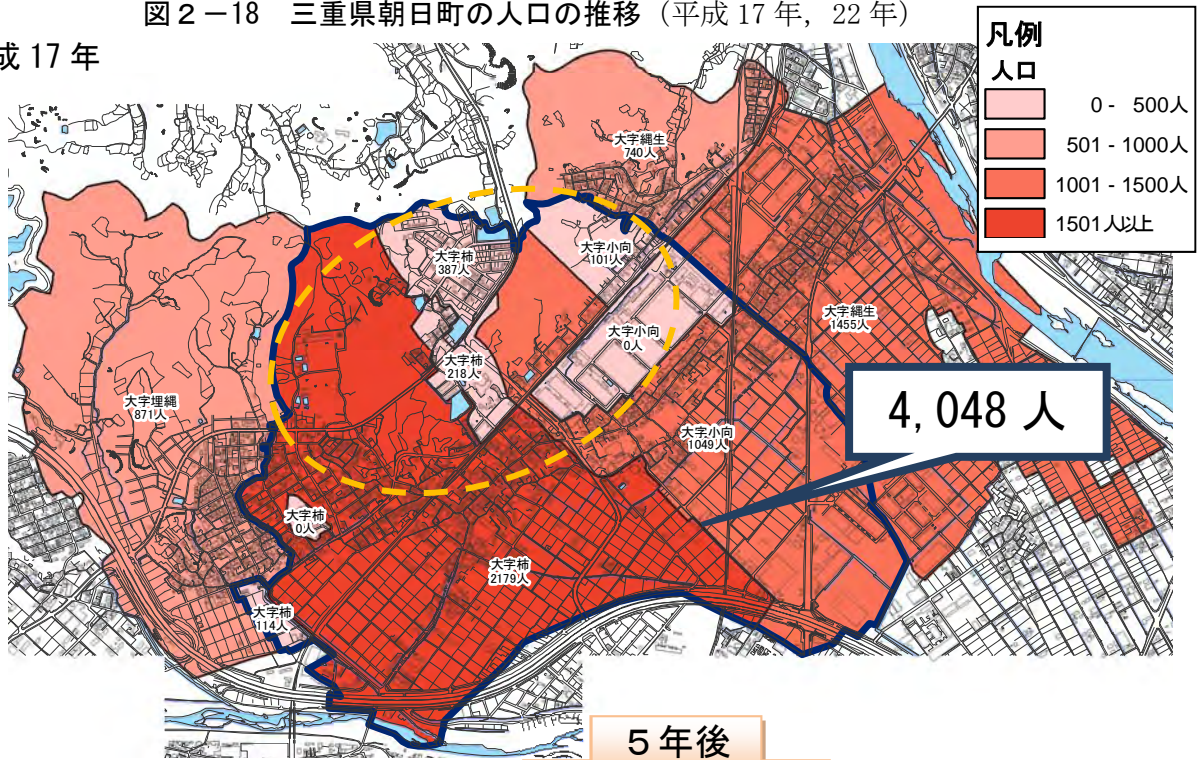 図２－18 三重県朝日町の人口の推移（平成 17 年，22 年）
成 17 年
凡例
人口
0 - 500人
501 - 1000人
1001 - 1500人
1501人以上
大字縄生
740人
大字小向
101人
大字柿
387人
大字小向
0人
大字縄生
1455人
大字柿
218人
大字埋縄
871人
大字小向
1049人
4,048 人
大字柿
0人
大字柿
2179人
大字柿
114人
５年後